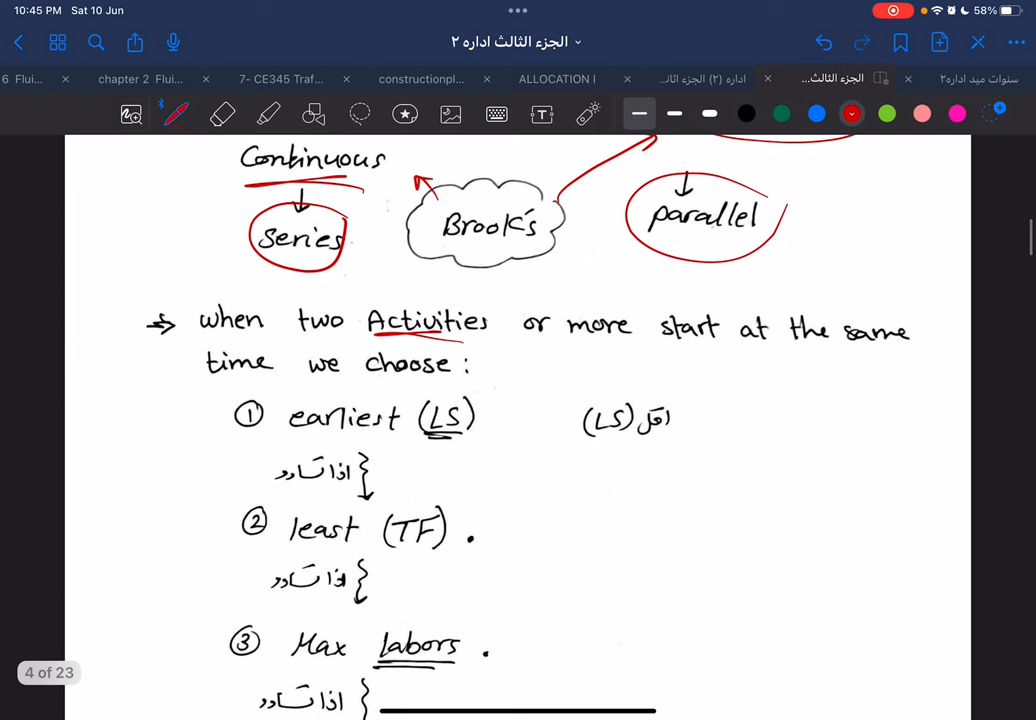 10:45 PM Sat 10 Jun
58%
الجزء الثالث اداره ٢
6 Flui...
chapter 2 Flui...
7- CE345 Traf...
constructionpl...
ALLOCATION I
اداره (٢) الجزء اثان...
الجزء الثالث...
سنوات ميد اداره٢
Continuous
Series
Brook's
parallel
When two Activities or more start at the same
time we choose:
① earliest (LS)
اقل (LS)
اذا تساوو
② least (TF).
اذا تساوو
③ Max labors.
اذا تساوو
4 of 23